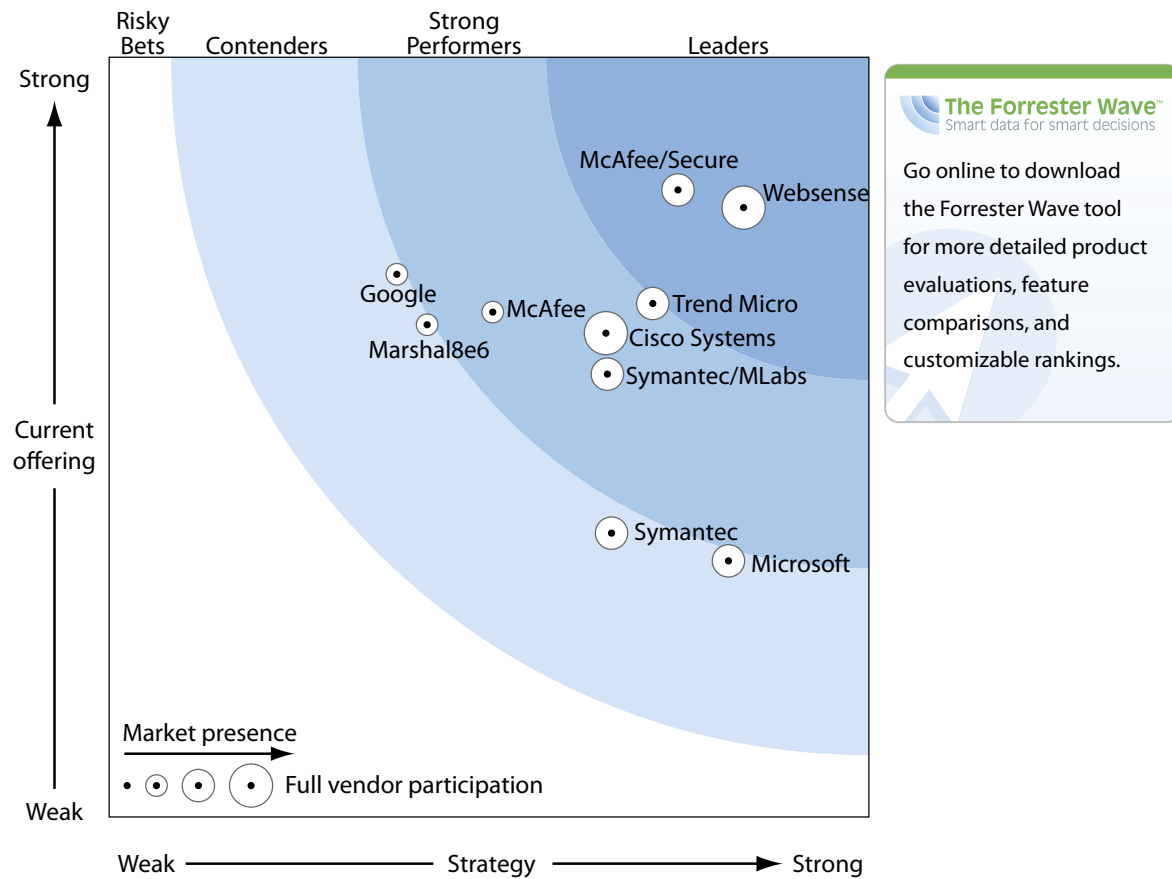 Risky
Bets
Contenders
Strong
Performers
Leaders
Strong
Current
offering
Weak
McAfee/Secure
Websense
Google
Marshal8e6
McAfee
Trend Micro
Cisco Systems
Symantec/MLabs
Symantec
Microsoft
Market presence
Full vendor participation
Weak
Strategy
Strong
The Forrester Wave™
Smart data for smart decisions
Go online to download
the Forrester Wave tool
for more detailed product
evaluations, feature
comparisons, and
customizable rankings.